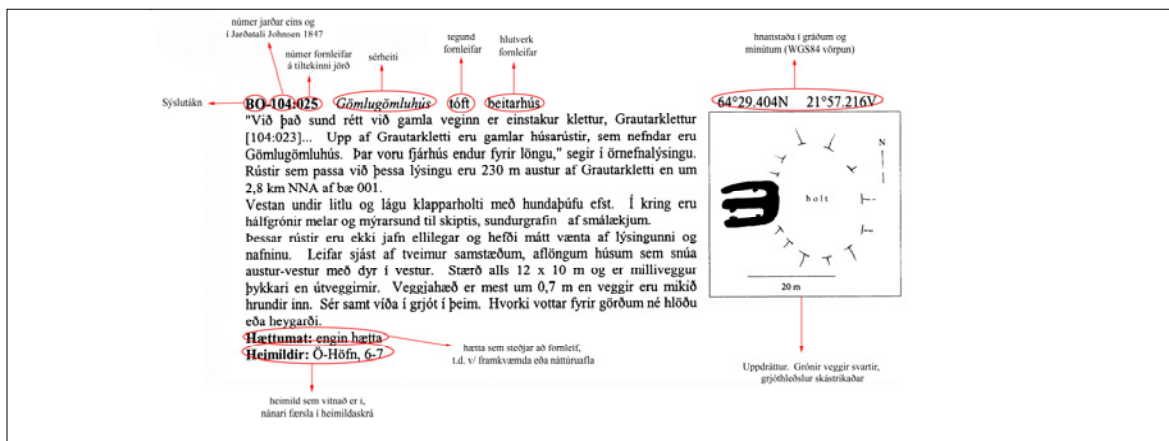 númer jarðar eins og
í Jarðatali Johnsen 1847
númer fornleifar
á tiltekinni jörð
sérheiti
tegund
fornleifar
hlutverk
fornleifar
hnattstaða í gráðum og
mínútum (WGS84 vörpun)
Sýslutákn
BO-104:025 Gömlugömluhús tóft beitarhús 64°29.404N 21°57.216V
"Við það sund rétt við gamla veginn er einstakur klettur, Grautarklettur
[104:023]... Upp af Grautarkletti eru gamlar húsarústir, sem nefndar eru
Gömlugömluhús. Þar voru fjárhús endur fyrir löngu," segir í örnefnalýsingu.
Rústir sem passa við þessa lýsingu eru 230 m austur af Grautarkletti en um
2,8 km NNA af bæ 001.
Vestan undir litlu og lágu klapparholti með hundaþúfu efst. Í kring eru
hálfgrónir melar og mýrarsund til skiptis, sundurgrafin af smálækjum.
Þessar rústir eru ekki jafn ellilegar og hefði mátt vænta af lýsingunni og
nafninu. Leifar sjást af tveimur samstæðum, aflöngum húsum sem snúa
austur-vestur með dyr í vestur. Stærð alls 12 x 10 m og er milliveggur
þykkari en útveggirnir. Veggjahæð er mest um 0,7 m en veggir eru mikið
hrundir inn. Sér samt víða í grjót í þeim. Hvorki vottar fyrir görðum né hlöðu
eða heygarði.
Hættumat: engin hætta
Heimildir: Ö-Höfn, 6-7
N
holt
20 m
hætta sem steðjar að fornleif,
t.d. v/ framkvæmda eða náttúruafla
Uppdráttur. Grónir veggir svartir,
grjóthleðslur skástrikaðar
heimild sem vitnað er í,
nánari færsla í heimildaskrá